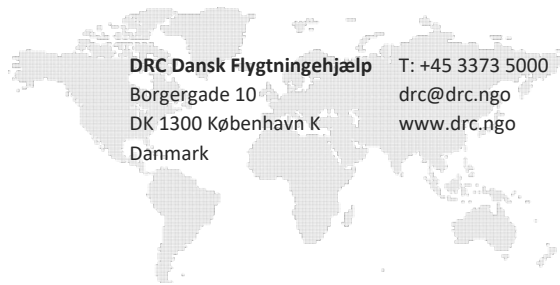 DRC Dansk Flygtningehjælp T: +45 3373 5000
Borgergade 10 drc@drc.ngo
DK 1300 København K www.drc.ngo
Danmark